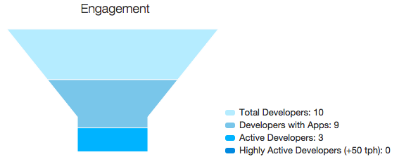 Engagement
Total Developers: 10
Developers with Apps: 9
Active Developers: 3
Highly Active Developers (+50 tph): 0